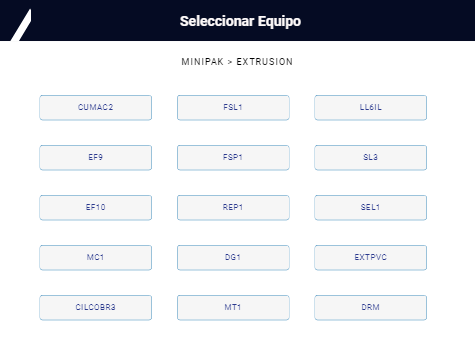 Seleccionar Equipo
MINIPAK > EXTRUSION
CUMAC2 FSL1 LL6IL
EF9 FSP1 SL3
EF10 REP1 SEL1
MC1 DG1 EXTPVC
CILCOBR3 MT1 DRM